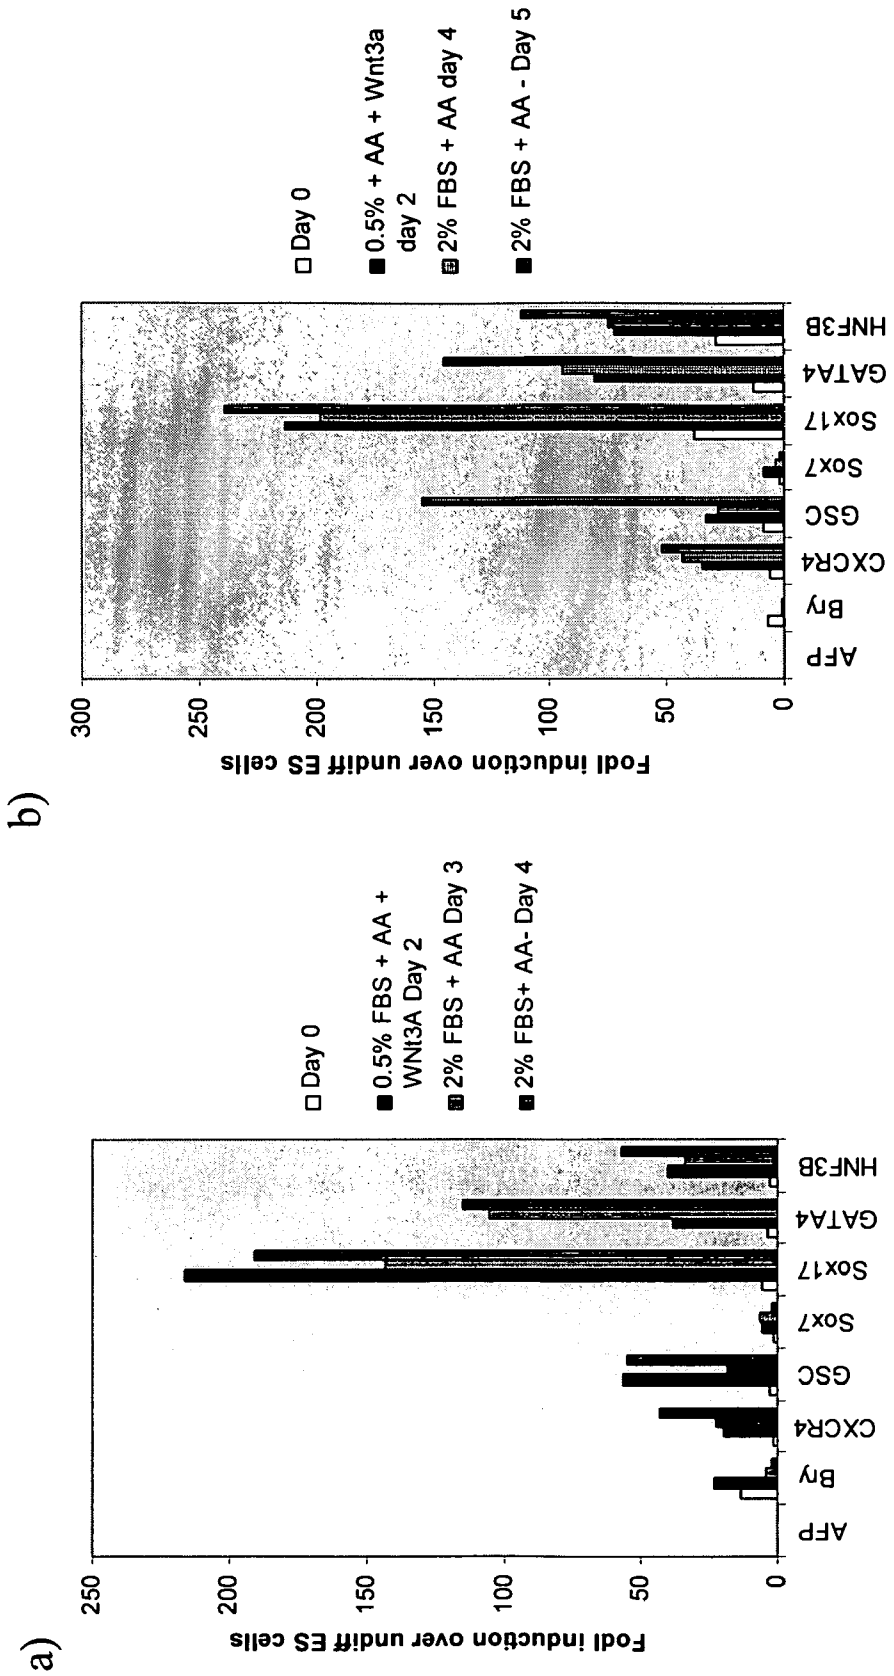 a)
Fodl induction over undiff ES cells
250
200
150
100
50
0
AFP
Bry
CXCR4
GSC
Sox7
Sox17
GATA4
HNF3B
Day 0
0.5% FBS + AA +
WNt3A Day 2
2% FBS + AA Day 3
2% FBS+ AA- Day 4
b)
Fodl induction over undiff ES cells
300
250
200
150
100
50
0
AFP
Bry
CXCR4
GSC
Sox7
Sox17
GATA4
HNF3B
Day 0
0.5% + AA + Wnt3a
day 2
2% FBS + AA day 4
2% FBS + AA - Day 5